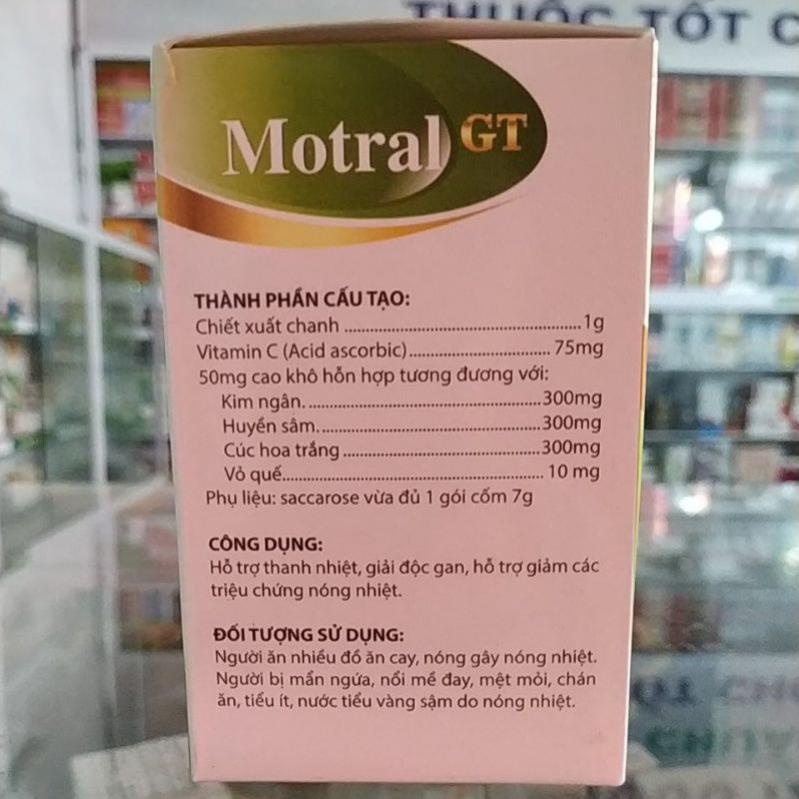 THUỐC TỐT C
Motral GT
THÀNH PHẦN CẤU TẠO:
Chiết xuất chanh ..................................................... 1g
Vitamin C (Acid ascorbic)................................ 75mg
50mg cao khô hỗn hợp tương đương với:
Kim ngân......................................................300mg
Huyền sâm...................................................300mg
Cúc hoa trắng .............................................300mg
Vỏ quế........................................................... 10 mg
Phụ liệu: saccarose vừa đủ 1 gói cốm 7g
CÔNG DỤNG:
Hỗ trợ thanh nhiệt, giải độc gan, hỗ trợ giảm các
triệu chứng nóng nhiệt.
ĐỐI TƯỢNG SỬ DỤNG:
Người ăn nhiều đồ ăn cay, nóng gây nóng nhiệt.
Người bị mẩn ngứa, nổi mề đay, mệt mỏi, chán
ăn, tiểu ít, nước tiểu vàng sậm do nóng nhiệt.